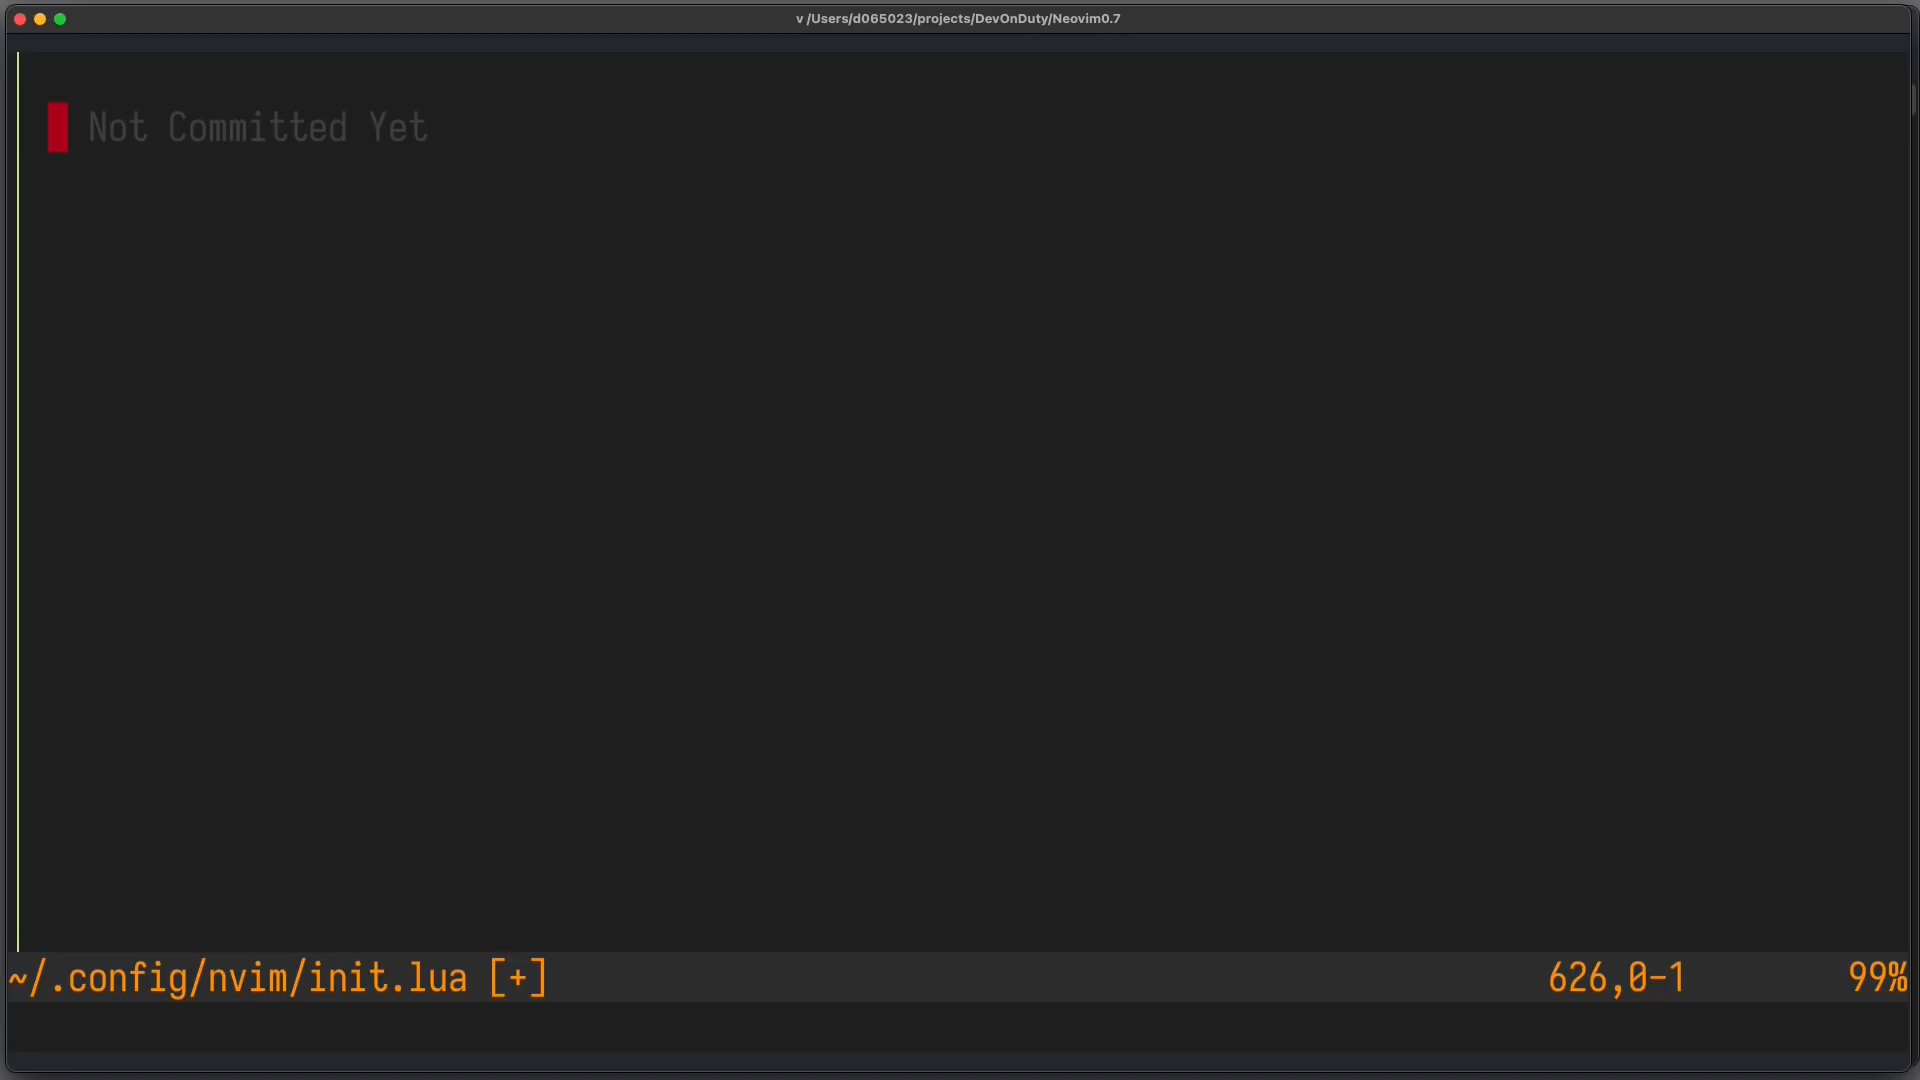 v /Users/d065023/projects/DevOnDuty/Neovim0.7
Not Committed Yet
~/.config/nvim/init.lua [+] 626,0-1 99%